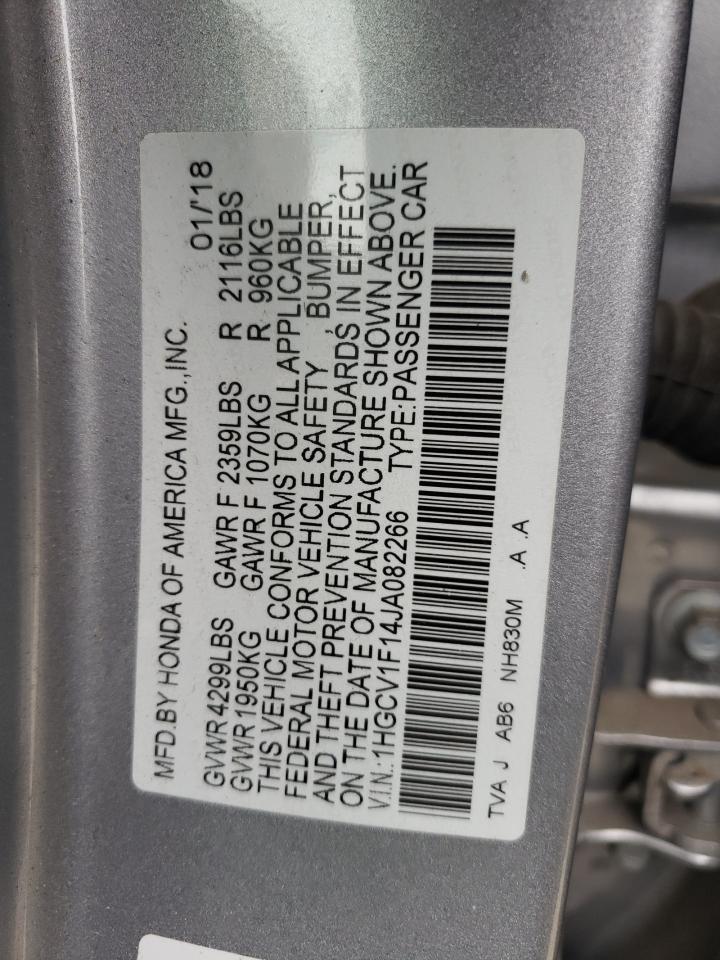 MFD.BY HONDA OF AMERICA MFG.,INC. 01/'18
GVWR 4299LBS GAWR F 2359LBS R 2116LBS
GVWR 1950KG GAWR F 1070KG R 960KG
THIS VEHICLE CONFORMS TO ALL APPLICABLE
FEDERAL MOTOR VEHICLE SAFETY, BUMPER,
AND THEFT PREVENTION STANDARDS, IN EFFECT
ON THE DATE OF MANUFACTURE SHOWN ABOVE.
V.I.N.:1HGCV1F14JA082266 TYPE:PASSENGER CAR
TVA J AB6 NH830M .A .A